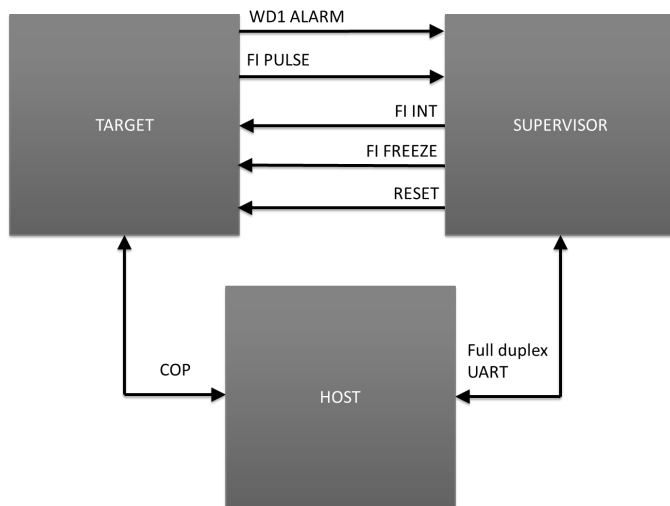 WD1 ALARM
FI PULSE
FI INT
TARGET
SUPERVISOR
FI FREEZE
RESET
COP
Full duplex
UART
HOST